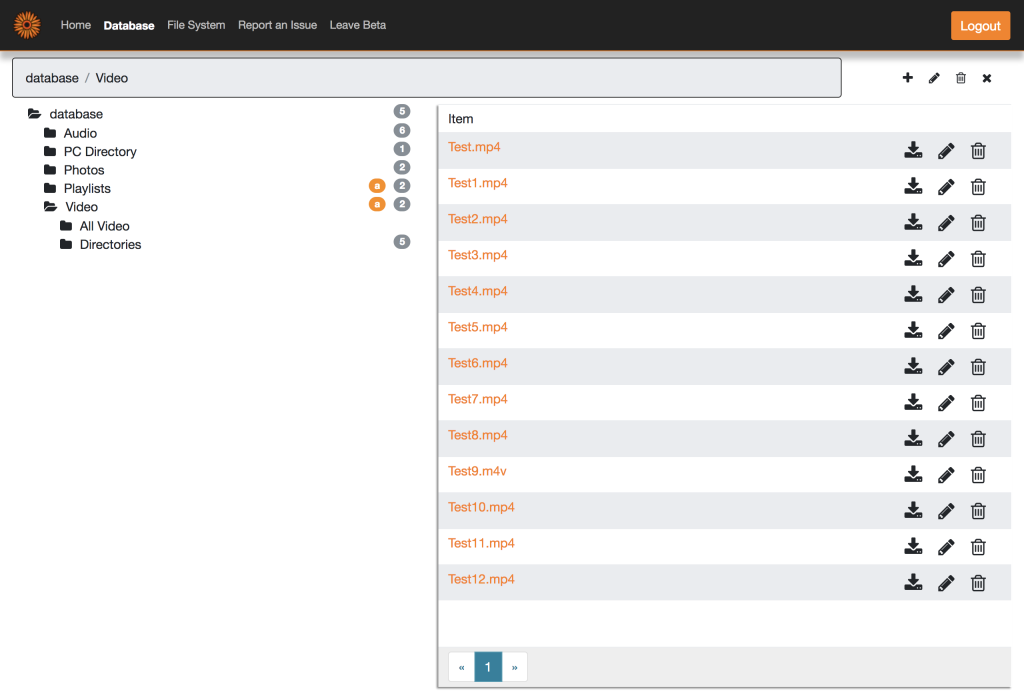 Home Database File System Report an Issue Leave Beta Logout
database / Video
database 5
Audio 6
PC Directory 1
Photos 2
Playlists a 2
Video a 2
All Video
Directories 5
Item
Test.mp4
Test1.mp4
Test2.mp4
Test3.mp4
Test4.mp4
Test5.mp4
Test6.mp4
Test7.mp4
Test8.mp4
Test9.m4v
Test10.mp4
Test11.mp4
Test12.mp4
« 1 »